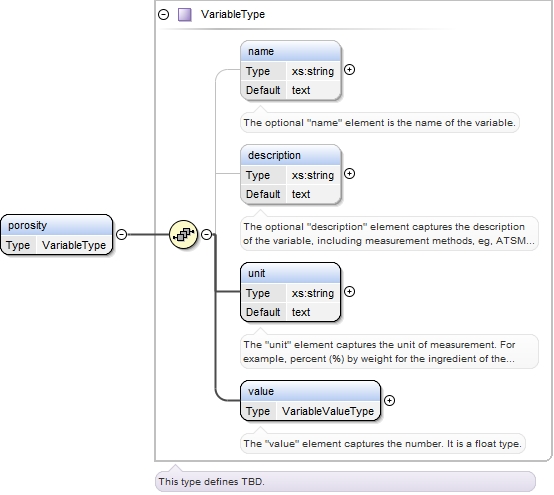 VariableType
name
Type xs:string
Default text
The optional "name" element is the name of the variable.
description
Type xs:string
Default text
The optional "description" element captures the description
of the variable, including measurement methods, eg, ATSM...
porosity
Type VariableType
unit
Type xs:string
Default text
The "unit" element captures the unit of measurement. For
example, percent (%) by weight for the ingredient of the...
value
Type VariableValueType
The "value" element captures the number. It is a float type.
This type defines TBD.